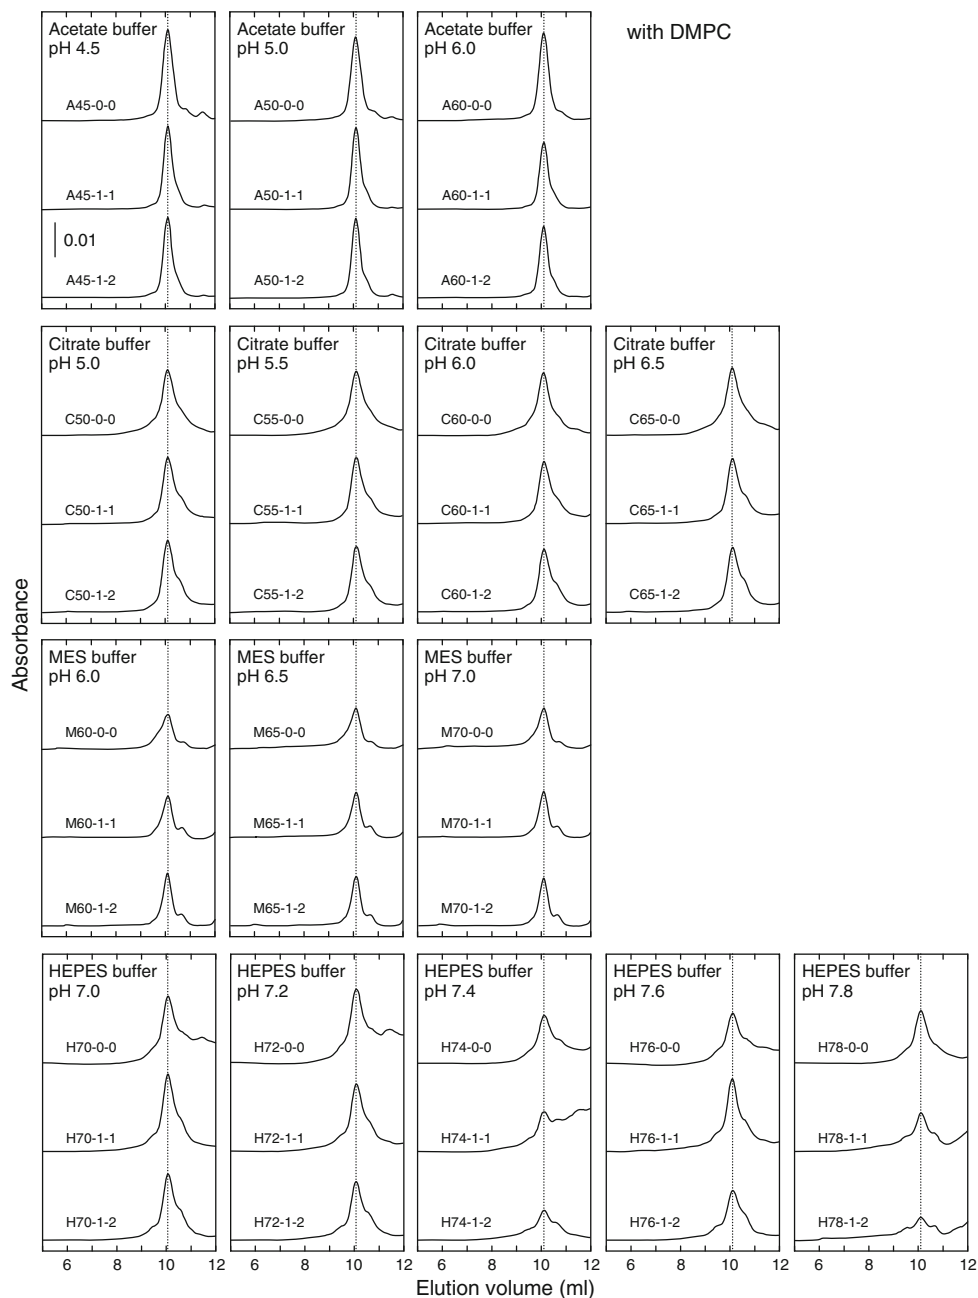 with DMPC
Acetate buffer
pH 4.5
A45-0-0
A45-1-1
0.01
A45-1-2
Acetate buffer
pH 5.0
A50-0-0
A50-1-1
A50-1-2
Acetate buffer
pH 6.0
A60-0-0
A60-1-1
A60-1-2
Citrate buffer
pH 5.0
C50-0-0
C50-1-1
C50-1-2
Citrate buffer
pH 5.5
C55-0-0
C55-1-1
C55-1-2
Citrate buffer
pH 6.0
C60-0-0
C60-1-1
C60-1-2
Citrate buffer
pH 6.5
C65-0-0
C65-1-1
C65-1-2
Absorbance
MES buffer
pH 6.0
M60-0-0
M60-1-1
M60-1-2
MES buffer
pH 6.5
M65-0-0
M65-1-1
M65-1-2
MES buffer
pH 7.0
M70-0-0
M70-1-1
M70-1-2
HEPES buffer
pH 7.0
H70-0-0
H70-1-1
H70-1-2
HEPES buffer
pH 7.2
H72-0-0
H72-1-1
H72-1-2
HEPES buffer
pH 7.4
H74-0-0
H74-1-1
H74-1-2
HEPES buffer
pH 7.6
H76-0-0
H76-1-1
H76-1-2
HEPES buffer
pH 7.8
H78-0-0
H78-1-1
H78-1-2
6 8 10 12 6 8 10 12 6 8 10 12 6 8 10 12 6 8 10 12
Elution volume (ml)